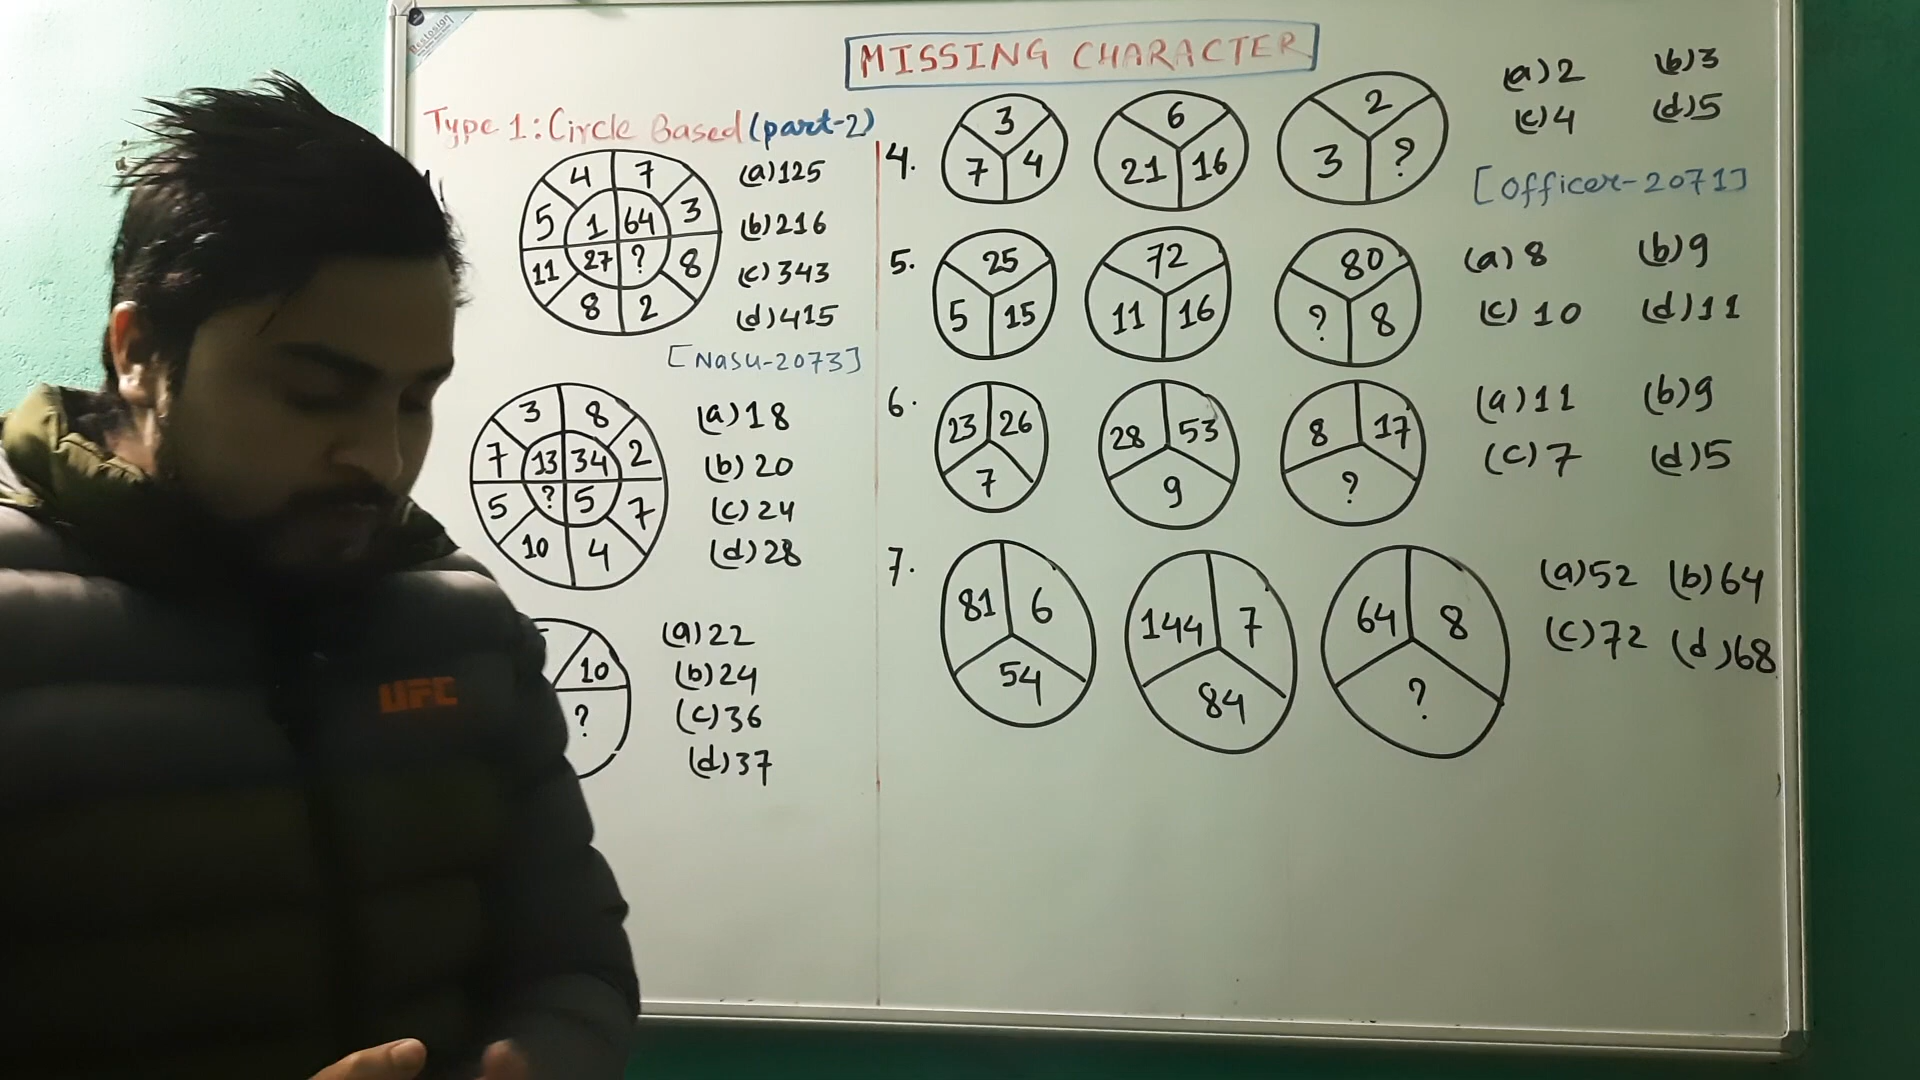 Bestosign
MISSING CHARACTER
Type 1: Circle Based (part-2)
4 7
5 1 64 3
11 27 ? 8
8 2
(a) 125
(b) 216
(c) 343
(d) 415
[Nasu-2073]
3 8
7 13 34 2
5 ? 5 7
10 4
(a) 18
(b) 20
(c) 24
(d) 28
10
?
(a) 22
(b) 24
(c) 36
(d) 37
4.
3
7 4
6
21 16
2
3 ?
(a) 2 (b) 3
(c) 4 (d) 5
[Officer-2071]
5.
25
5 15
72
11 16
80
? 8
(a) 8 (b) 9
(c) 10 (d) 11
6.
23 26
7
28 53
9
8 17
?
(a) 11 (b) 9
(c) 7 (d) 5
7.
81 6
54
144 7
84
64 8
?
(a) 52 (b) 64
(c) 72 (d) 68
UFC